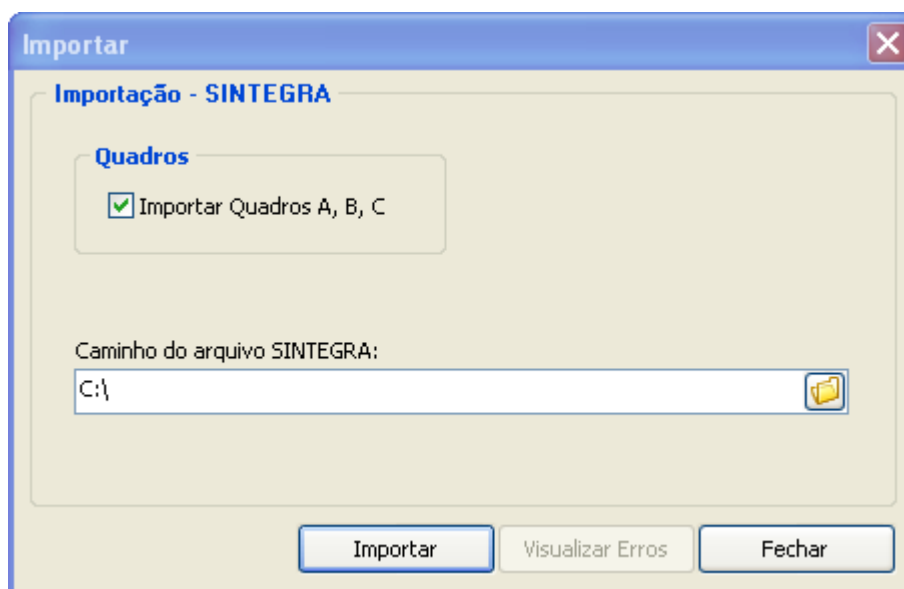 Importar
Importação - SINTEGRA
Quadros
Importar Quadros A, B, C
Caminho do arquivo SINTEGRA:
C:\
Importar Visualizar Erros Fechar